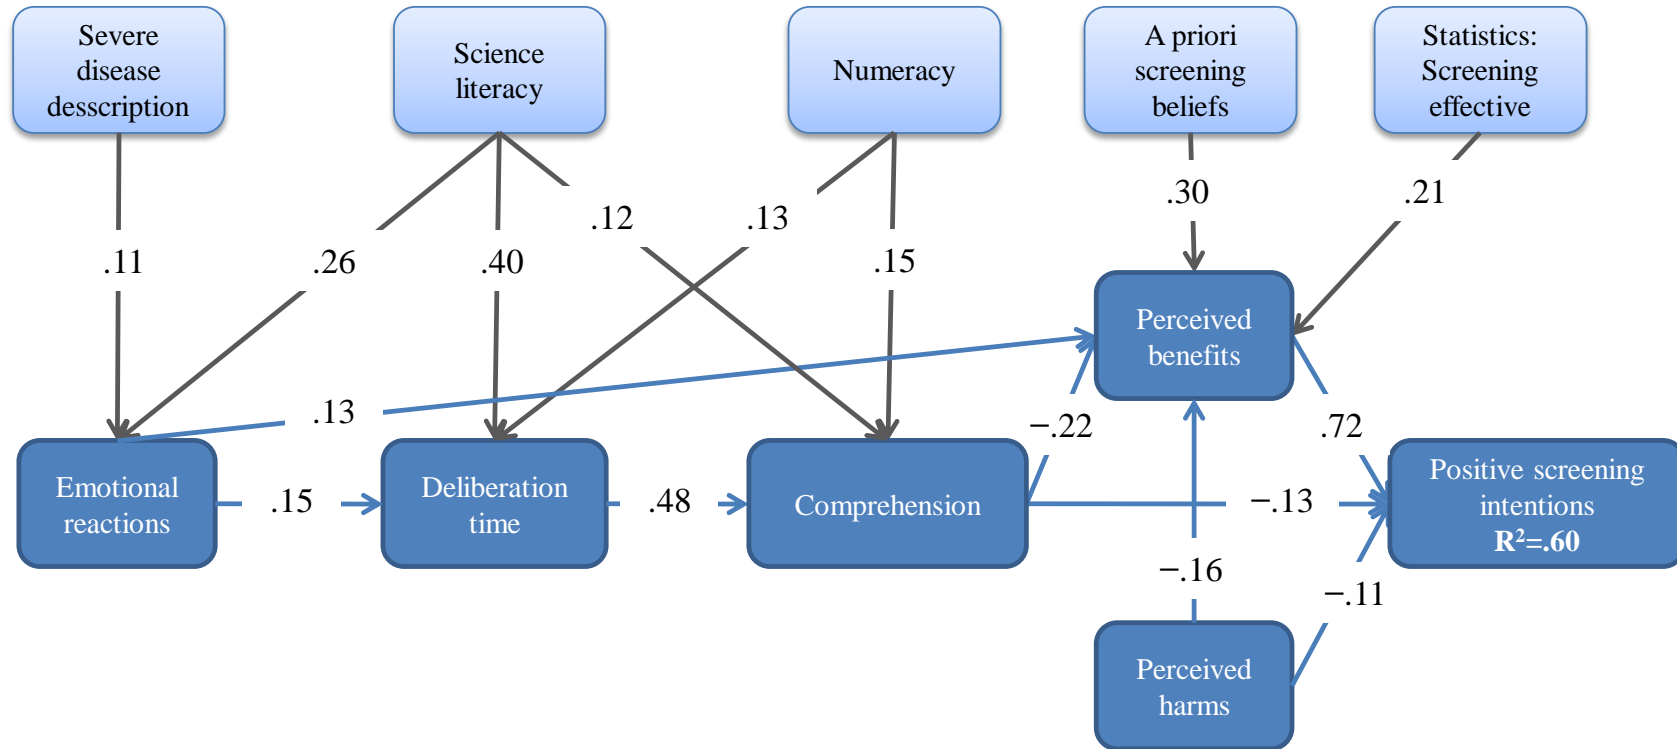 Severe
disease
desscription
Science
literacy
Numeracy
A priori
screening
beliefs
Statistics:
Screening
effective
.11
.26
.40
.12
.13
.15
.30
.21
Perceived
benefits
.13
−.22
.72
Emotional
reactions
.15
Deliberation
time
.48
Comprehension
−.13
Positive screening
intentions
R²=.60
−.16
−.11
Perceived
harms